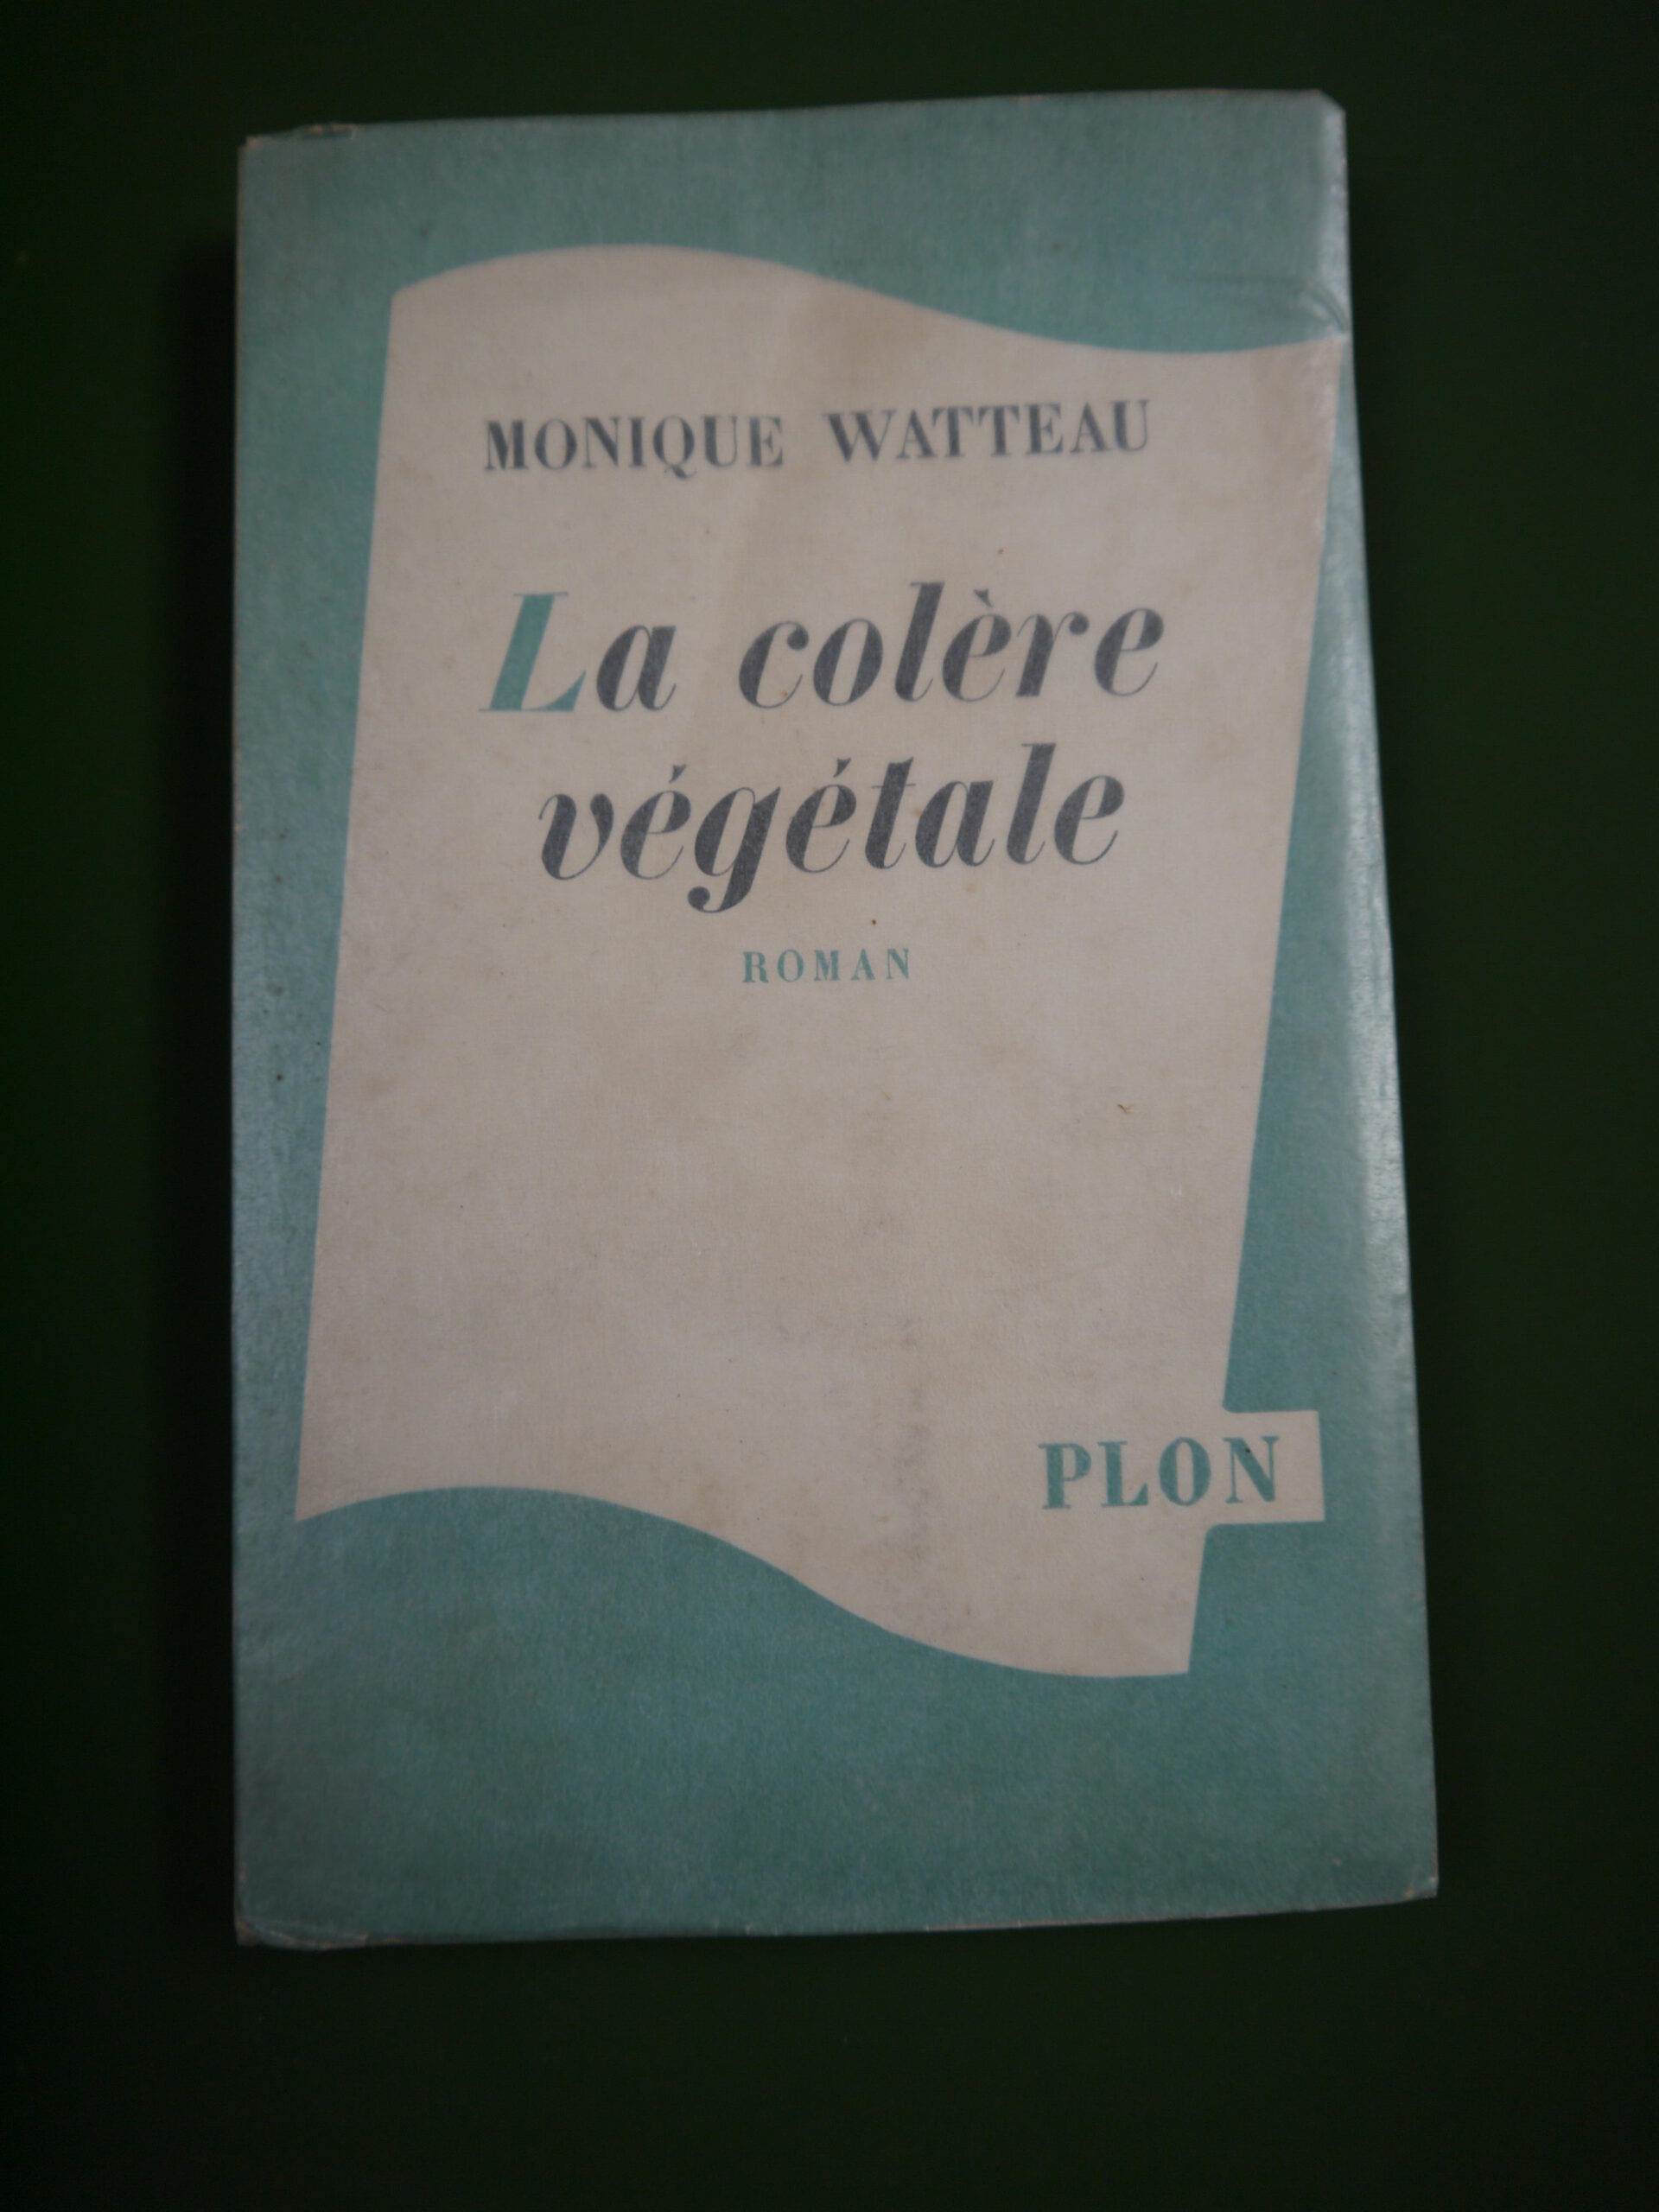 MONIQUE WATTEAU
La colère
végétale
ROMAN
PLON